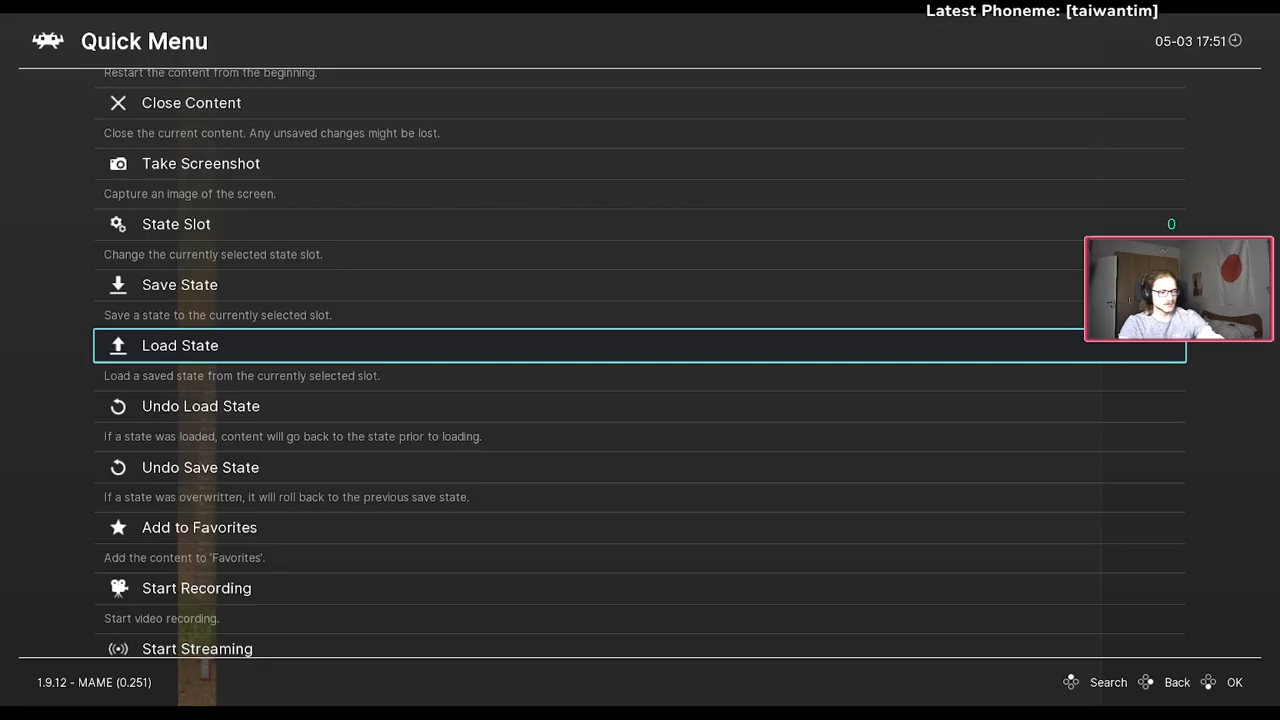 Latest Phoneme: [taiwantim]
Quick Menu
05-03 17:51
Restart the content from the beginning.
Close Content
Close the current content. Any unsaved changes might be lost.
Take Screenshot
Capture an image of the screen.
State Slot 0
Change the currently selected state slot.
Save State
Save a state to the currently selected slot.
Load State
Load a saved state from the currently selected slot.
Undo Load State
If a state was loaded, content will go back to the state prior to loading.
Undo Save State
If a state was overwritten, it will roll back to the previous save state.
Add to Favorites
Add the content to 'Favorites'.
Start Recording
Start video recording.
Start Streaming
1.9.12 - MAME (0.251)
Search Back OK